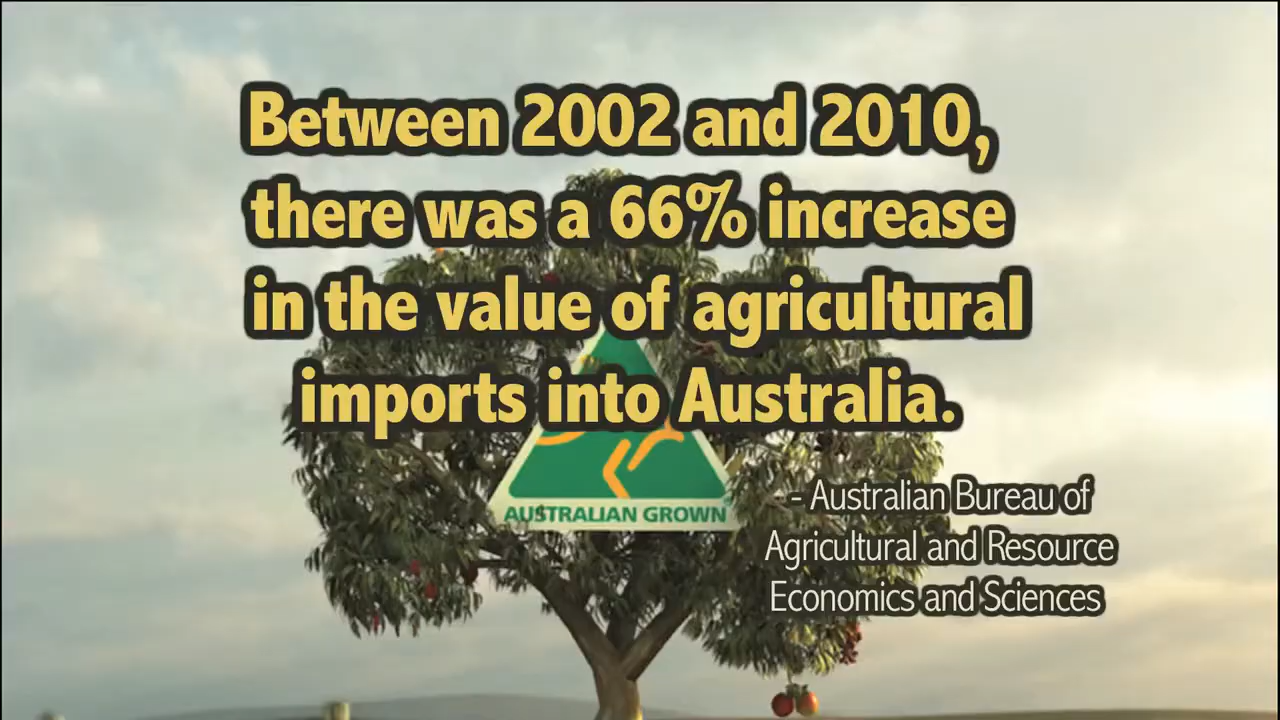 Between 2002 and 2010,
there was a 66% increase
in the value of agricultural
imports into Australia.
AUSTRALIAN GROWN
- Australian Bureau of
Agricultural and Resource
Economics and Sciences